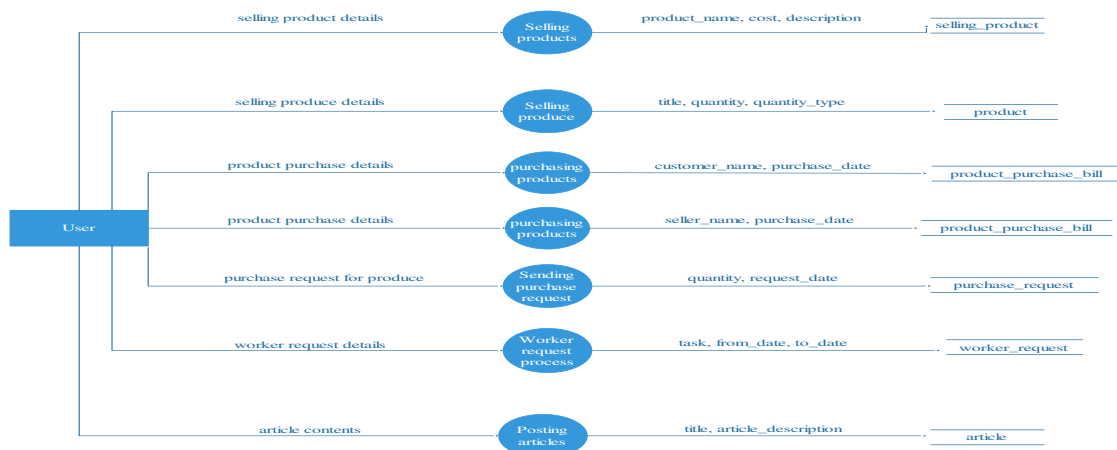 selling product details
Selling
products
product_name, cost, description
selling_product
selling produce details
Selling
produce
title, quantity, quantity_type
product
product purchase details
purchasing
products
customer_name, purchase_date
product_purchase_bill
User
product purchase details
purchasing
products
seller_name, purchase_date
product_purchase_bill
purchase request for produce
Sending
purchase
request
quantity, request_date
purchase_request
worker request details
Worker
request
process
task, from_date, to_date
worker_request
article contents
Posting
articles
title, article_description
article